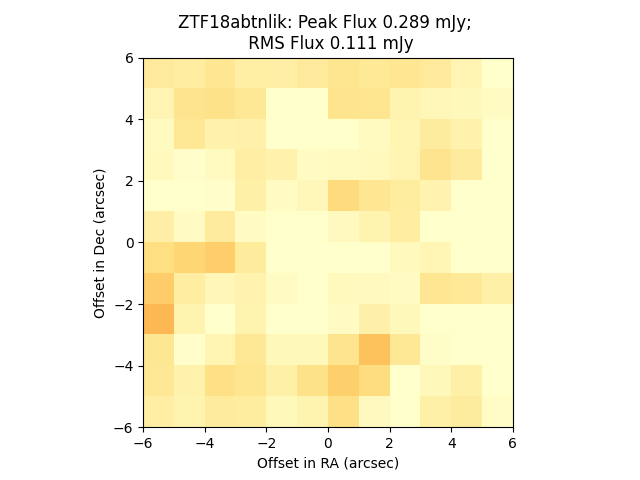 ZTF18abtnlik: Peak Flux 0.289 mJy;
RMS Flux 0.111 mJy
6
4
2
0
−2
−4
−6
Offset in Dec (arcsec)
−6 −4 −2 0 2 4 6
Offset in RA (arcsec)